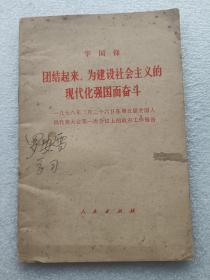 华国锋
团结起来，为建设社会主义的
现代化强国而奋斗
一九七八年二月二十六日在第五届全国人
民代表大会第一次会议上的政府工作报告
学习
人民出版社